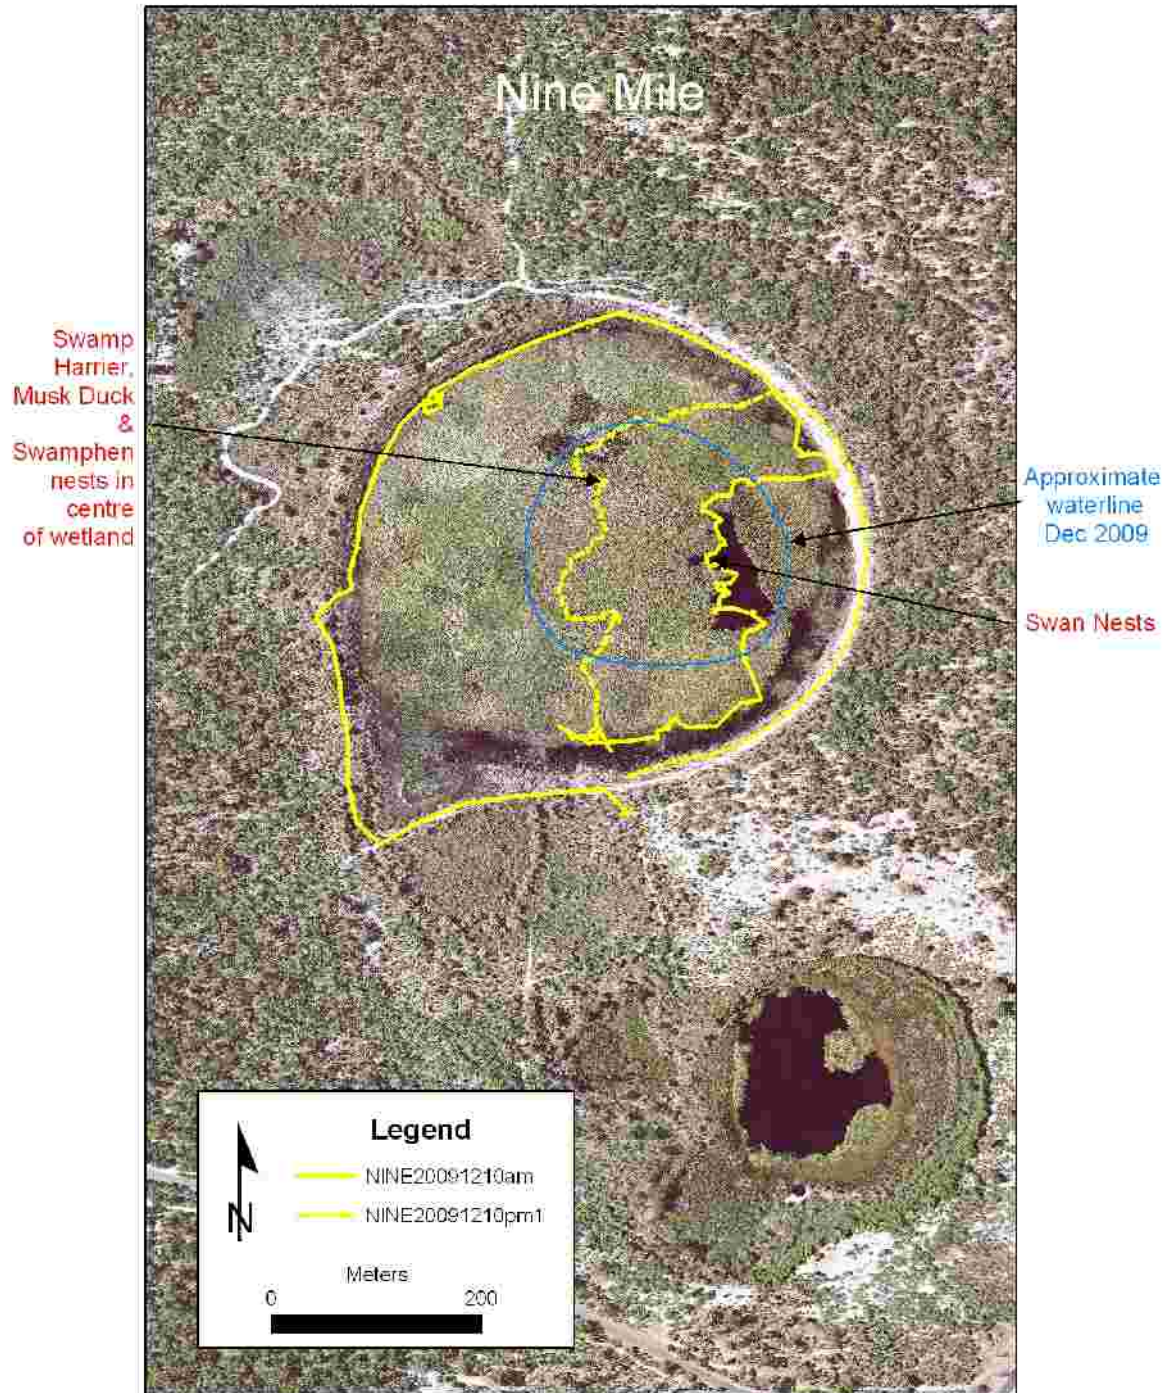 Nine Mile
Swamp
Harrier,
Musk Duck
&
Swamphen
nests in
centre
of wetland
Approximate
waterline
Dec 2009
Swan Nests
Legend
N
NINE20091210am
NINE20091210pm1
Meters
0 200